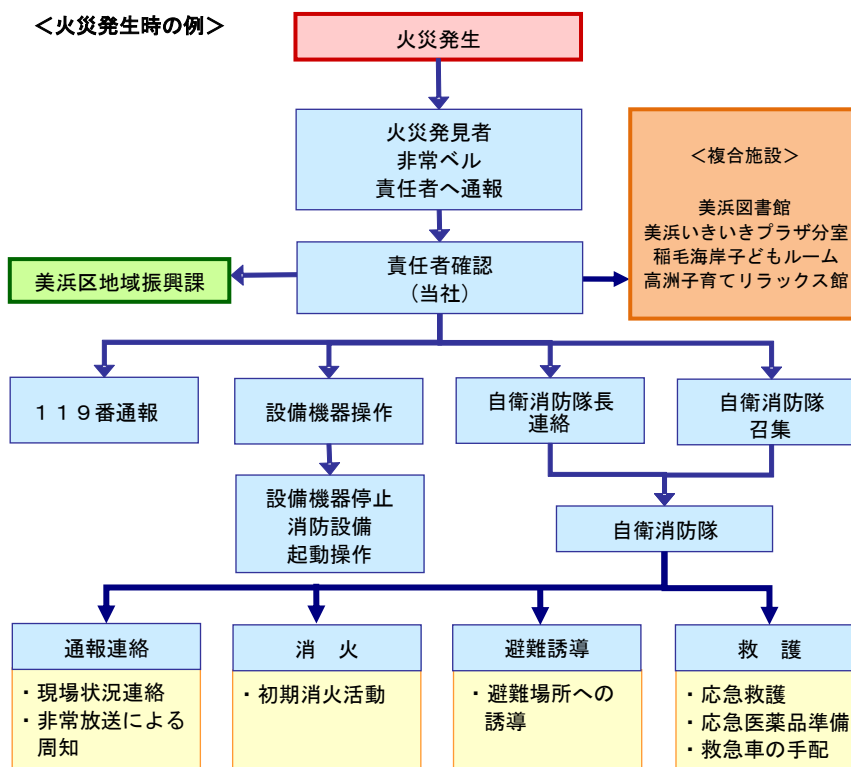 ＜火災発生時の例＞
火災発生
火災発見者
非常ベル
責任者へ通報
＜複合施設＞
美浜図書館
美浜いきいきプラザ分室
稲毛海岸子どもルーム
高洲子育てリラックス館
美浜区地域振興課
責任者確認
（当社）
１１９番通報
設備機器操作
自衛消防隊長
連絡
自衛消防隊
召集
設備機器停止
消防設備
起動操作
自衛消防隊
通報連絡
・現場状況連絡
・非常放送による
周知
消　火
・初期消火活動
避難誘導
・避難場所への
誘導
救　護
・応急救護
・応急医薬品準備
・救急車の手配